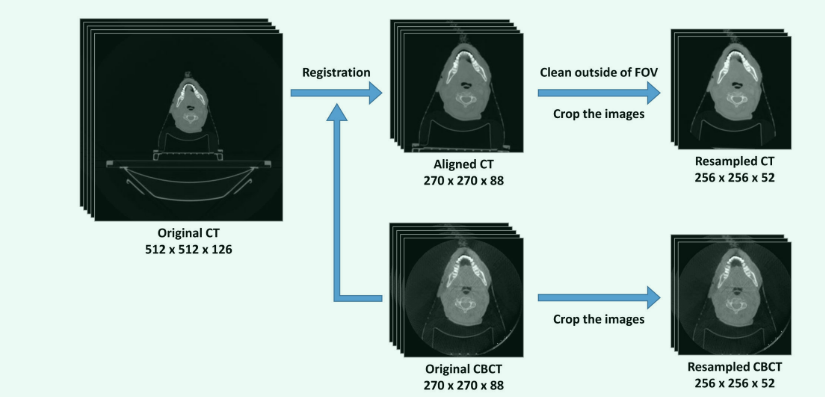 Registration
Clean outside of FOV
Crop the images
Aligned CT
270 x 270 x 88
Resampled CT
256 x 256 x 52
Original CT
512 x 512 x 126
Crop the images
Original CBCT
270 x 270 x 88
Resampled CBCT
256 x 256 x 52